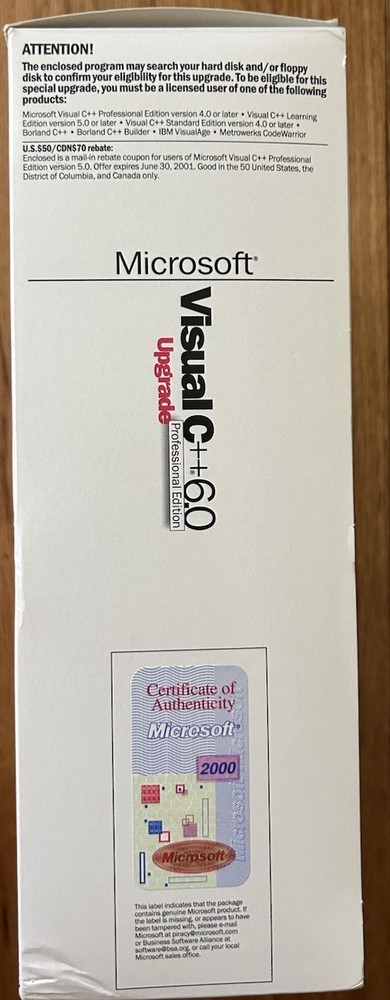 ATTENTION!
The enclosed program may search your hard disk and/or floppy
disk to confirm your eligibility for this upgrade. To be eligible for this
special upgrade, you must be a licensed user of one of the following
products:
Microsoft Visual C++ Professional Edition version 4.0 or later • Visual C++ Learning
Edition version 5.0 or later • Visual C++ Standard Edition version 4.0 or later •
Borland C++ • Borland C++ Builder • IBM VisualAge • Metrowerks CodeWarrior
U.S.$50/CDN$70 rebate:
Enclosed is a mail-in rebate coupon for users of Microsoft Visual C++ Professional
Edition version 5.0. Offer expires June 30, 2001. Good in the 50 United States, the
District of Columbia, and Canada only.
Microsoft®
Visual C++® 6.0
Upgrade
Professional Edition
Certificate of
Authenticity
Microsoft®
2000
Microsoft
Microsoft
This label indicates that the package
contains genuine Microsoft product. If
the label is missing, or appears to have
been tampered with, please e-mail
Microsoft at piracy@microsoft.com
or Business Software Alliance at
software@bsa.org, or call your local
Microsoft sales office.